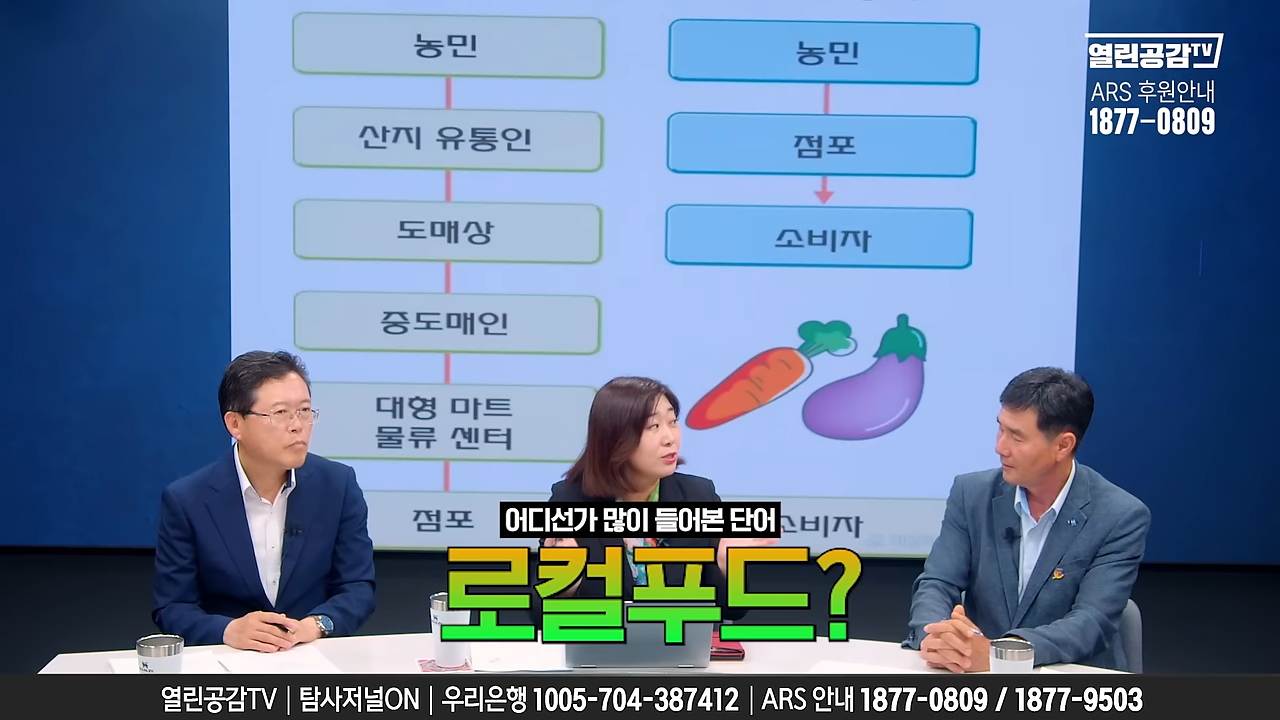 농민
산지 유통인
도매상
중도매인
대형 마트
물류 센터
점포
농민
점포
소비자
소비자
열린공감TV
ARS 후원안내
1877-0809
어디선가 많이 들어본 단어
로컬푸드?
열린공감TV | 탐사저널ON | 우리은행 1005-704-387412 | ARS 안내 1877-0809 / 1877-9503